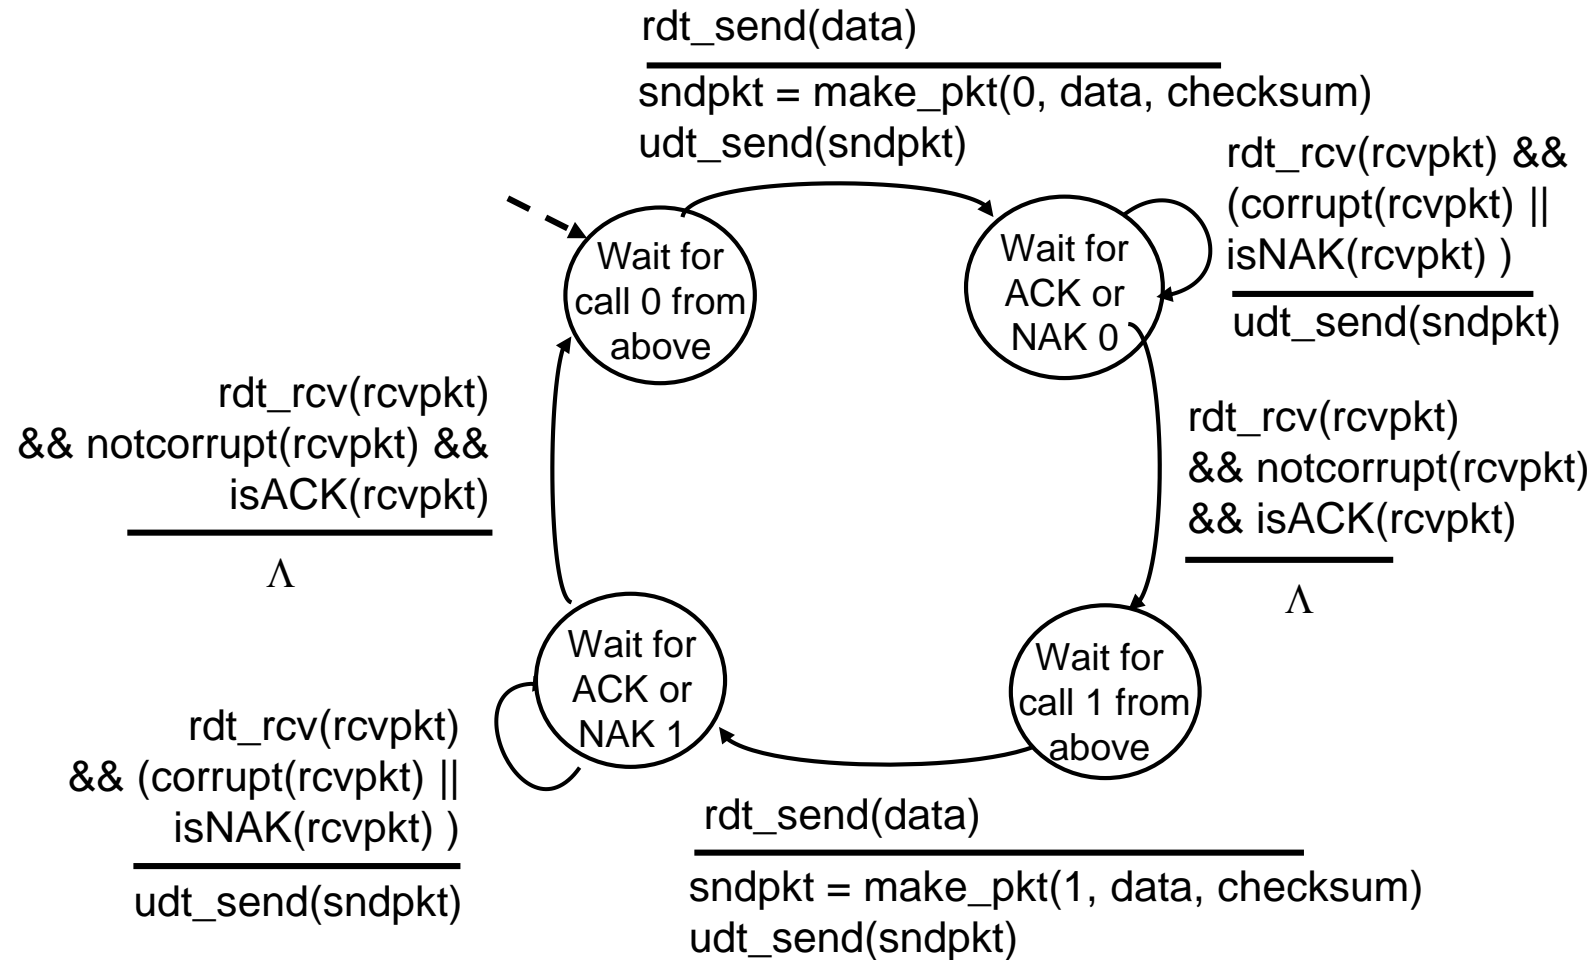 rdt_send(data)
sndpkt = make_pkt(0, data, checksum)
udt_send(sndpkt)
rdt_rcv(rcvpkt) &&
(corrupt(rcvpkt) ||
isNAK(rcvpkt) )
udt_send(sndpkt)
Wait for
call 0 from
above
Wait for
ACK or
NAK 0
rdt_rcv(rcvpkt)
&& notcorrupt(rcvpkt) &&
isACK(rcvpkt)
Λ
rdt_rcv(rcvpkt)
&& notcorrupt(rcvpkt)
&& isACK(rcvpkt)
Λ
Wait for
ACK or
NAK 1
Wait for
call 1 from
above
rdt_rcv(rcvpkt)
&& (corrupt(rcvpkt) ||
isNAK(rcvpkt) )
udt_send(sndpkt)
rdt_send(data)
sndpkt = make_pkt(1, data, checksum)
udt_send(sndpkt)